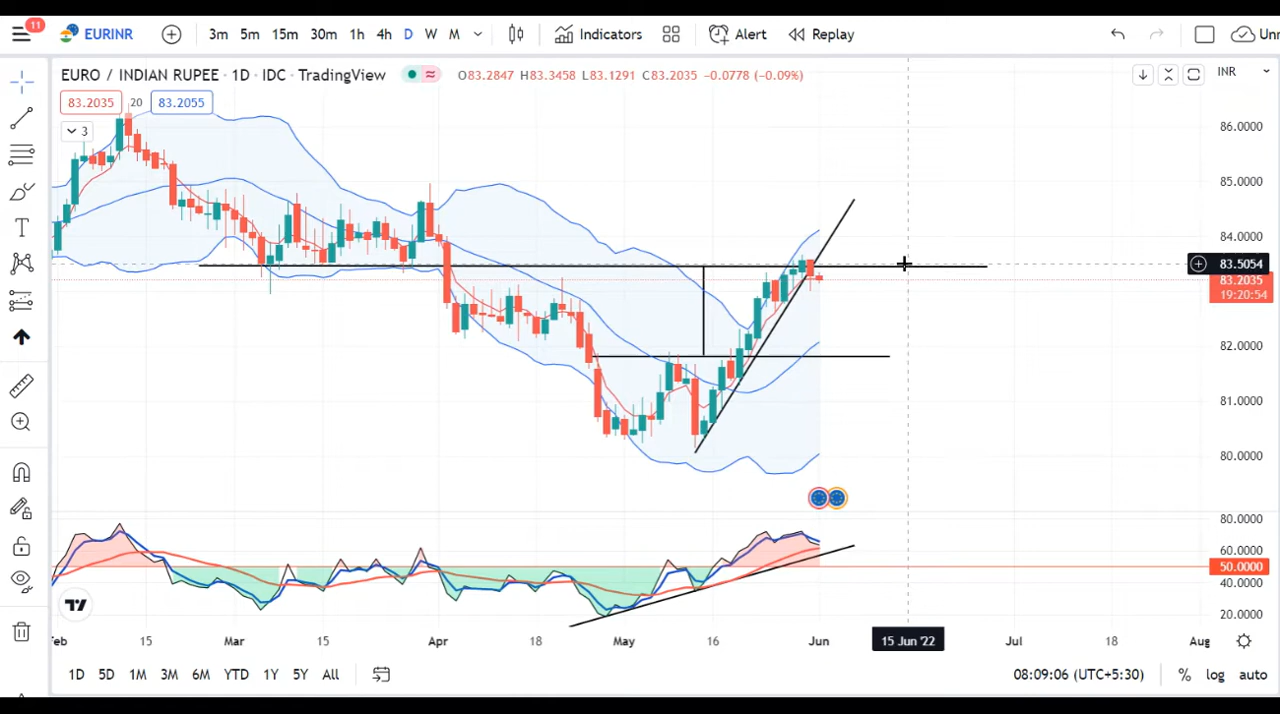 11
EURINR
3m 5m 15m 30m 1h 4h D W M
Indicators
Alert
Replay
Unn
EURO / INDIAN RUPEE · 1D · IDC · TradingView
O83.2847 H83.3458 L83.1291 C83.2035 −0.0778 (−0.09%)
INR
83.2035 20 83.2055
3
86.0000
85.0000
84.0000
83.5054
83.2035
19:20:54
82.0000
81.0000
80.0000
80.0000
60.0000
50.0000
40.0000
20.0000
Feb 15 Mar 15 Apr 18 May 16 Jun 15 Jun '22 Jul 18 Aug
1D 5D 1M 3M 6M YTD 1Y 5Y All
08:09:06 (UTC+5:30)
% log auto